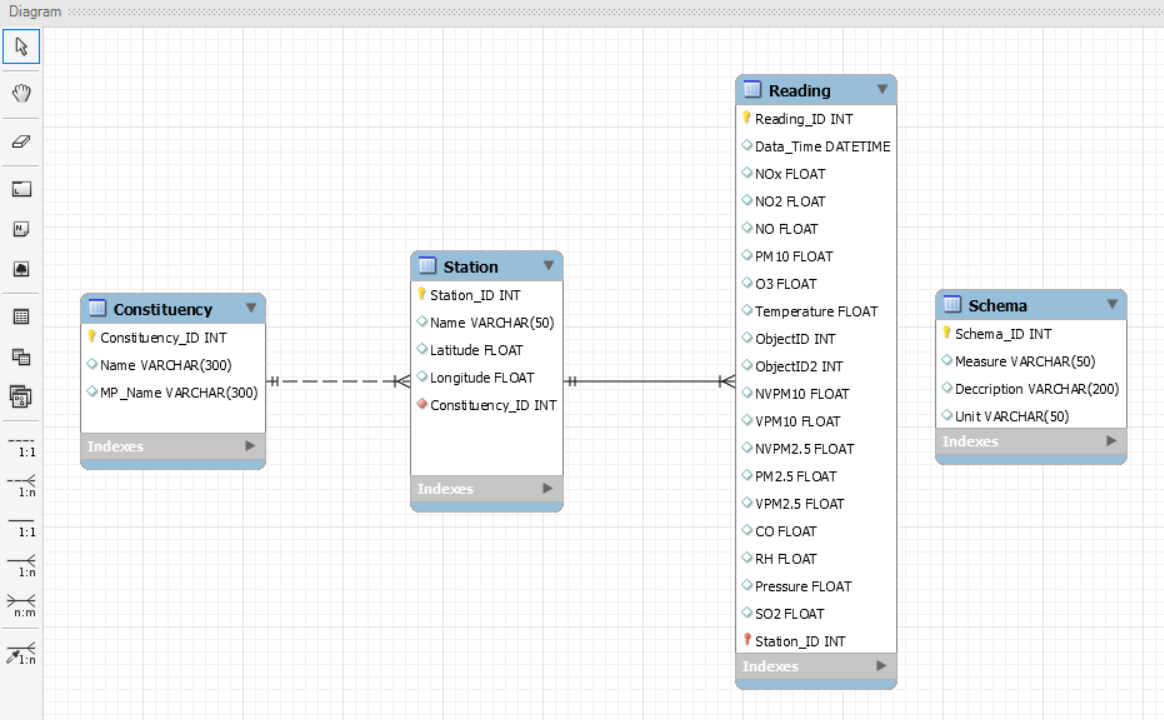 Diagram
1:1
1:n
1:1
1:n
n:m
1:n
Constituency
Constituency_ID INT
Name VARCHAR(300)
MP_Name VARCHAR(300)
Indexes
Station
Station_ID INT
Name VARCHAR(50)
Latitude FLOAT
Longitude FLOAT
Constituency_ID INT
Indexes
Reading
Reading_ID INT
Data_Time DATETIME
NOx FLOAT
NO2 FLOAT
NO FLOAT
PM10 FLOAT
O3 FLOAT
Temperature FLOAT
ObjectID INT
ObjectID2 INT
NVPM10 FLOAT
VPM10 FLOAT
NVPM2.5 FLOAT
PM2.5 FLOAT
VPM2.5 FLOAT
CO FLOAT
RH FLOAT
Pressure FLOAT
SO2 FLOAT
Station_ID INT
Indexes
Schema
Schema_ID INT
Measure VARCHAR(50)
Deccription VARCHAR(200)
Unit VARCHAR(50)
Indexes